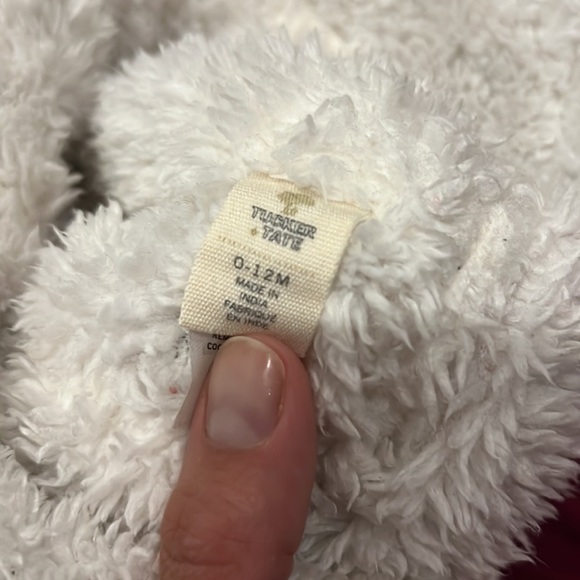 TUCKER
+ TATE
0-12M
MADE IN
INDIA
FABRIQUÉ
EN INDE